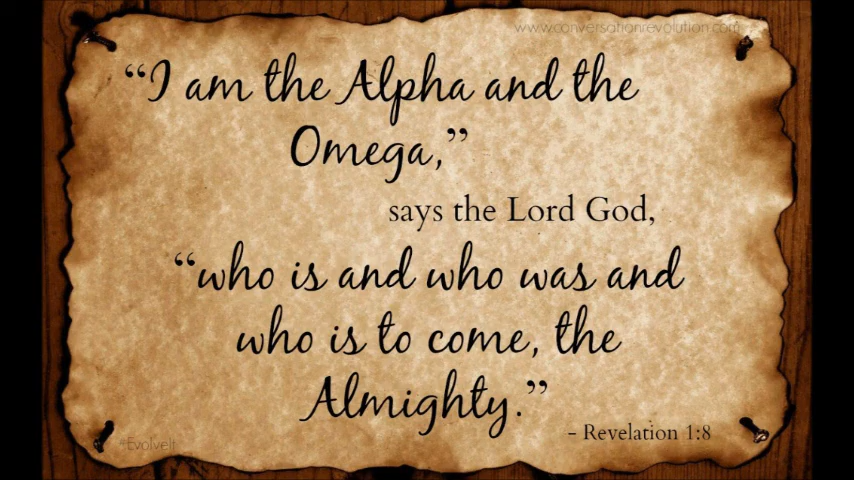 www.conversationrevolution.com
“I am the Alpha and the
Omega,”
says the Lord God,
“who is and who was and
who is to come, the
Almighty.”
- Revelation 1:8
EvolveIt